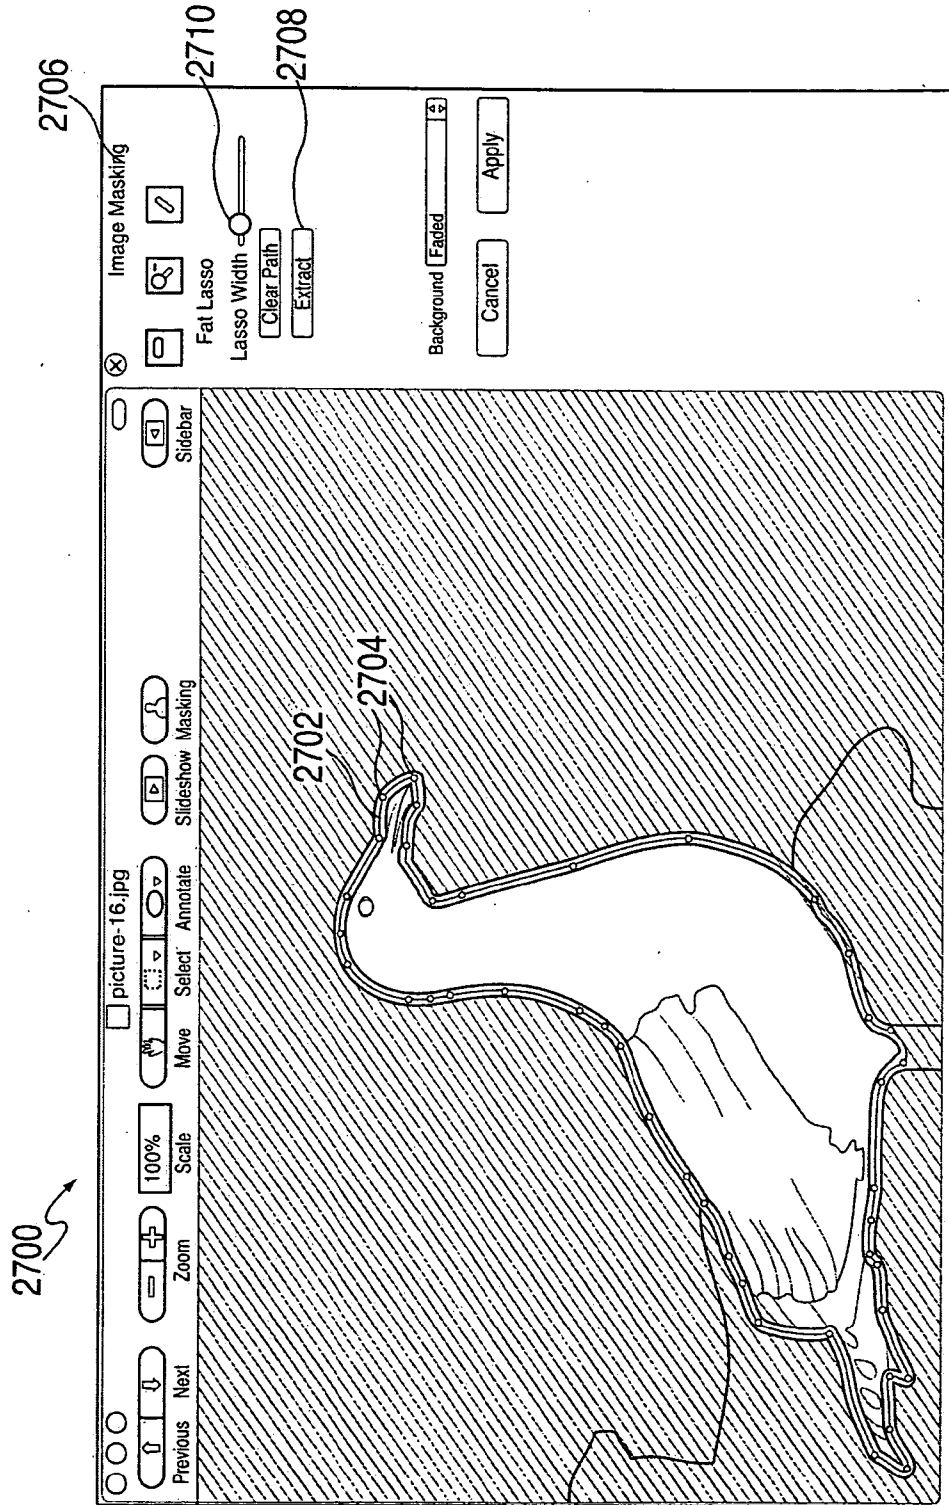 2700
picture-16.jpg
Previous Next
Zoom
100%
Scale
Move
Select
Annotate
Slideshow
Masking
Sidebar
2702
2704
Image Masking
2706
Fat Lasso
Lasso Width
2710
Clear Path
Extract
2708
Background Faded
Cancel Apply